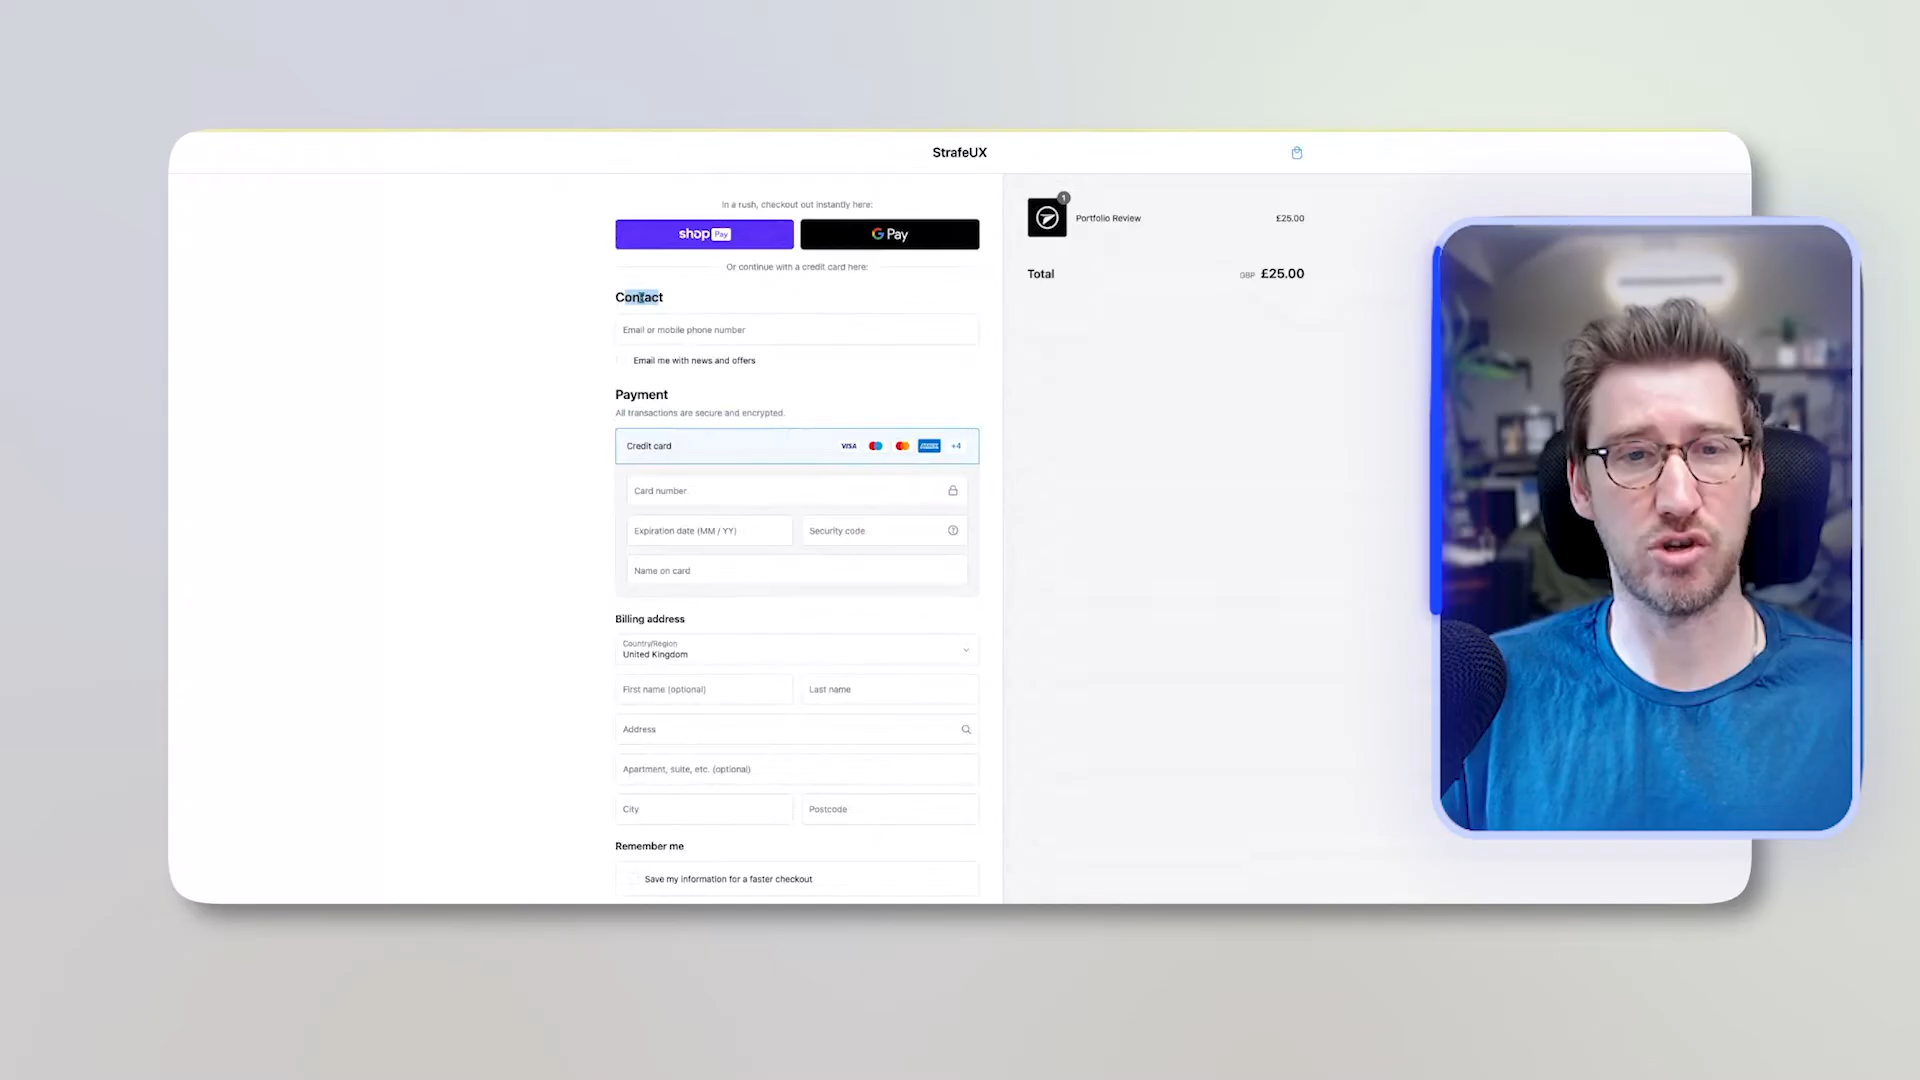 StrafeUX
In a rush, checkout out instantly here:
shop Pay
G Pay
Or continue with a credit card here:
Contact
Email or mobile phone number
Email me with news and offers
Payment
All transactions are secure and encrypted.
Credit card
VISA
+4
Card number
Expiration date (MM / YY)
Security code
Name on card
Billing address
Country/Region
United Kingdom
First name (optional)
Last name
Address
Apartment, suite, etc. (optional)
City
Postcode
Remember me
Save my information for a faster checkout
1
Portfolio Review
£25.00
Total
GBP £25.00